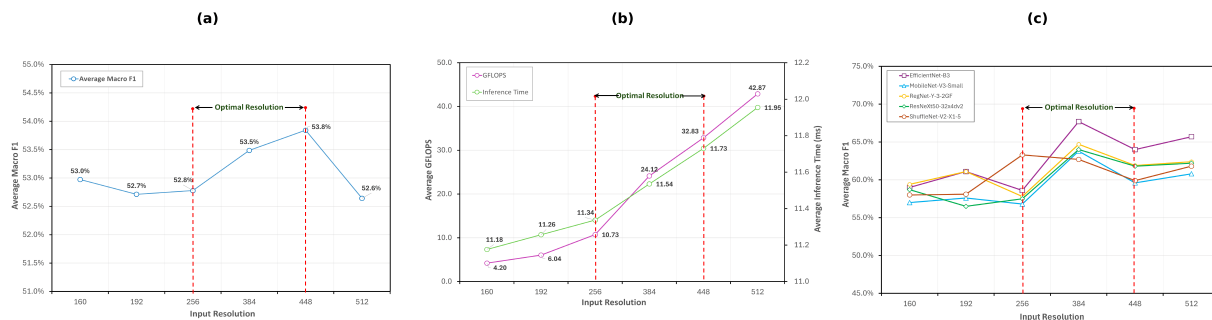 (a)
Average Macro F1
55.0%
54.5%
54.0%
53.5%
53.0%
52.5%
52.0%
51.5%
51.0%
Average Macro F1
Optimal Resolution
53.0%
52.7%
52.8%
53.5%
53.8%
52.6%
160 192 256 384 448 512
Input Resolution
(b)
Average GFLOPS
50.0
40.0
30.0
20.0
10.0
0.0
GFLOPS
Inference Time
Optimal Resolution
11.18
11.26
11.34
24.12
32.83
42.87
4.20
6.04
10.73
11.54
11.73
11.95
12.2
12.0
11.8
11.6
11.4
11.2
11.0
Average Inference Time (ms)
160 192 256 384 448 512
Input Resolution
(c)
Average Macro F1
75.0%
70.0%
65.0%
60.0%
55.0%
50.0%
45.0%
EfficientNet-B3
MobileNet-V3-Small
RegNet-Y-3-2GF
ResNeXt50-32x4dv2
ShuffleNet-V2-X1-5
Optimal Resolution
160 192 256 384 448 512
Input Resolution